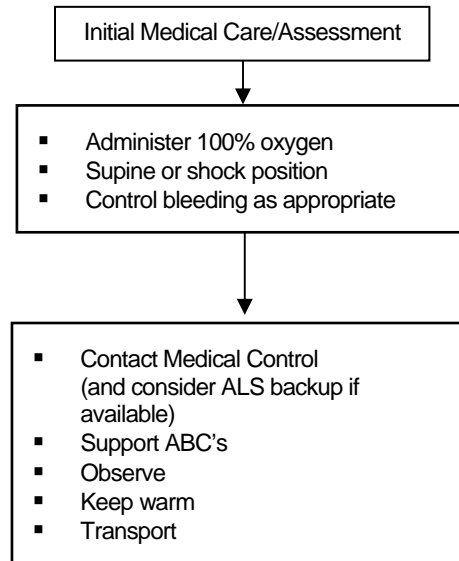 Initial Medical Care/Assessment
▪ Administer 100% oxygen
▪ Supine or shock position
▪ Control bleeding as appropriate
▪ Contact Medical Control
(and consider ALS backup if
available)
▪ Support ABC's
▪ Observe
▪ Keep warm
▪ Transport